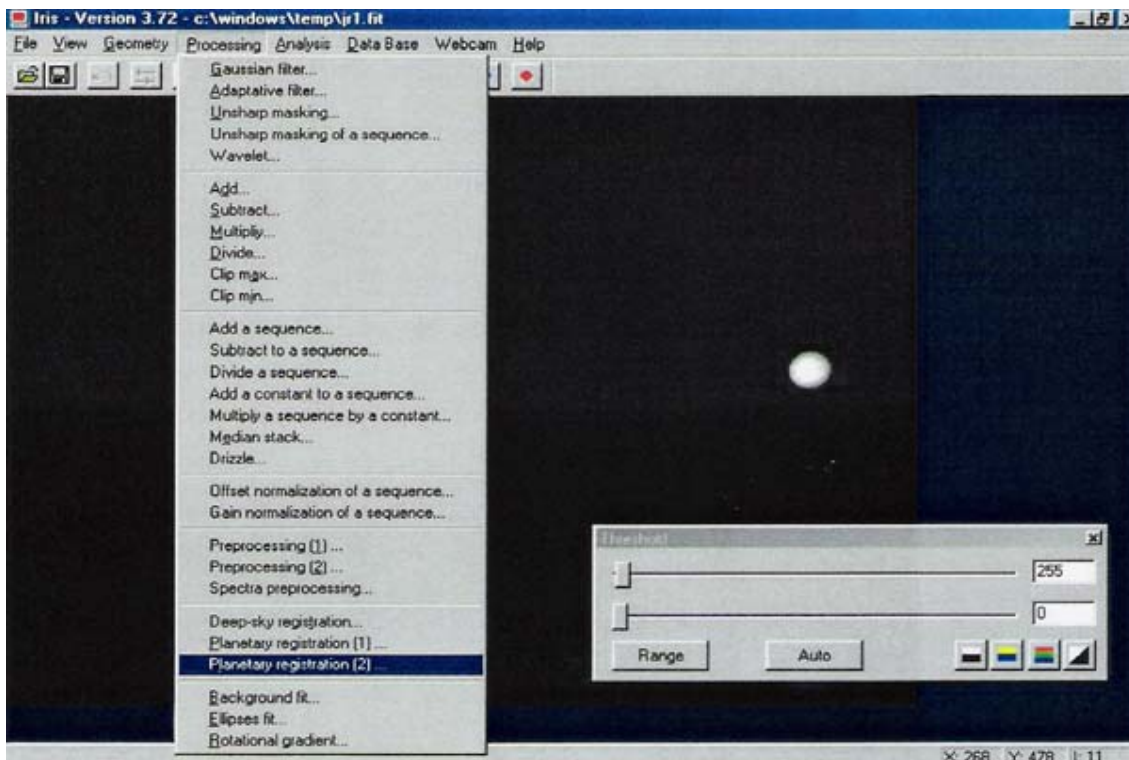 Iris - Version 3.72 - c:\windows\temp\jr1.fit
File View Geometry Processing Analysis Data Base Webcam Help
Gaussian filter...
Adaptative filter...
Unsharp masking...
Unsharp masking of a sequence...
Wavelet...
Add...
Subtract...
Multipliy...
Divide...
Clip max...
Clip min...
Add a sequence...
Subtract to a sequence...
Divide a sequence...
Add a constant to a sequence...
Multiply a sequence by a constant...
Median stack...
Drizzle...
Offset normalization of a sequence...
Gain normalization of a sequence...
Preprocessing (1) ...
Preprocessing (2) ...
Spectra preprocessing...
Deep-sky registration...
Planetary registration (1) ...
Planetary registration (2) ...
Background fit...
Ellipses fit...
Rotational gradient...
Threshold
255
0
Range Auto
X: 268 Y: 478 I: 11